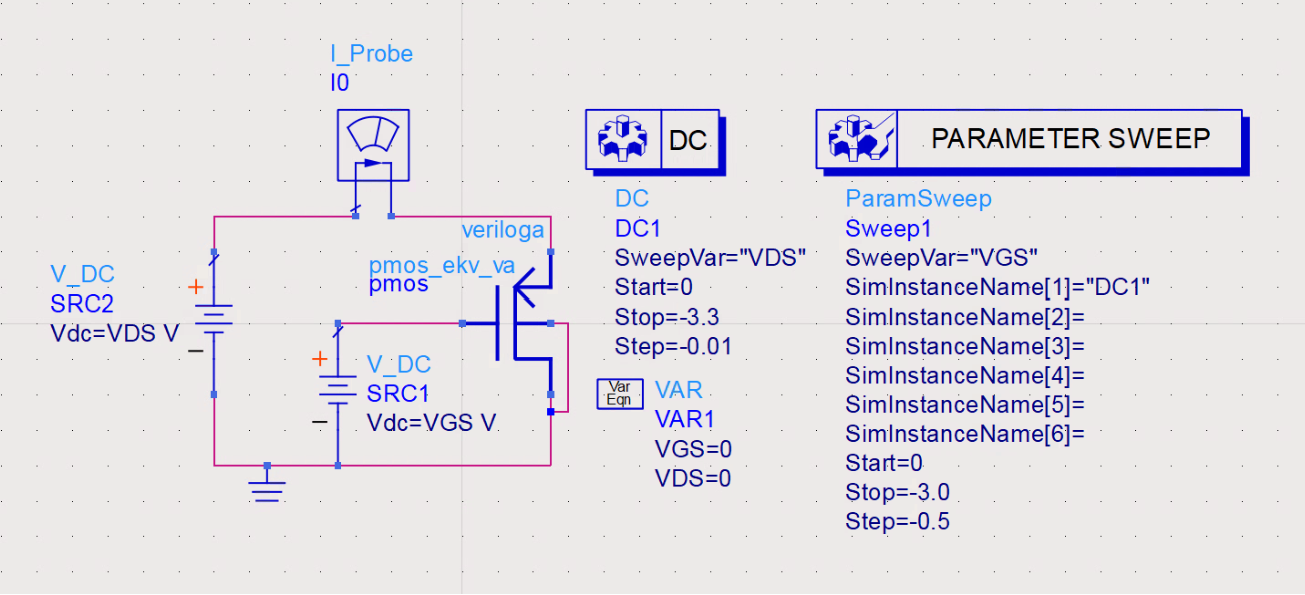 I_Probe
I0
V_DC
SRC2
Vdc=VDS V
+
−
V_DC
SRC1
Vdc=VGS V
+
−
veriloga
pmos_ekv_va
pmos
DC
DC
DC1
SweepVar="VDS"
Start=0
Stop=-3.3
Step=-0.01
Var
Eqn
VAR
VAR1
VGS=0
VDS=0
PARAMETER SWEEP
ParamSweep
Sweep1
SweepVar="VGS"
SimInstanceName[1]="DC1"
SimInstanceName[2]=
SimInstanceName[3]=
SimInstanceName[4]=
SimInstanceName[5]=
SimInstanceName[6]=
Start=0
Stop=-3.0
Step=-0.5